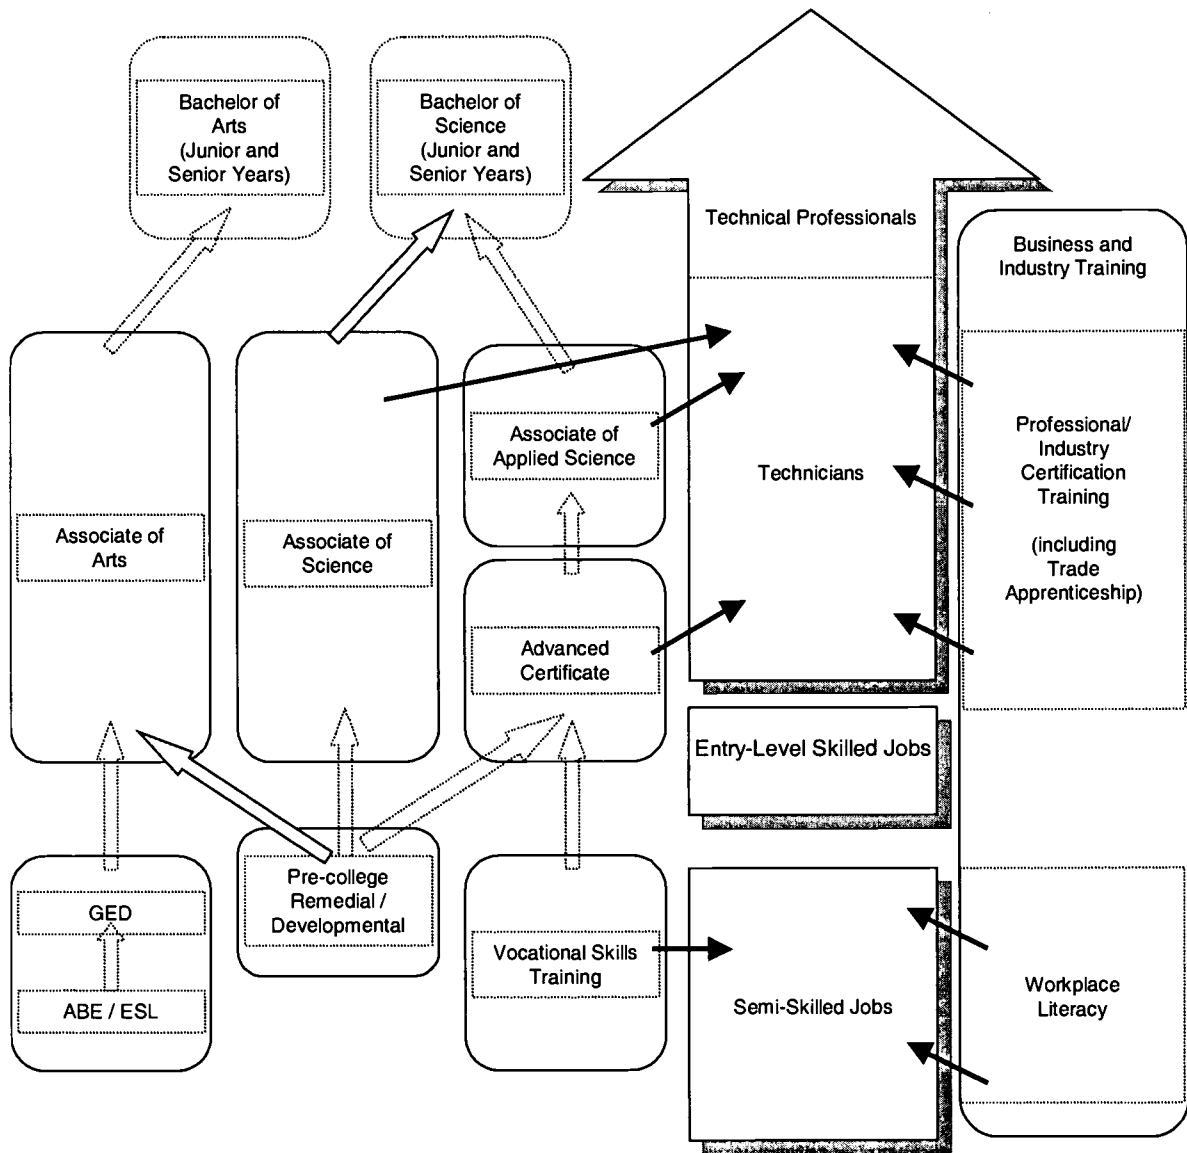 Bachelor of
Arts
(Junior and
Senior Years)
Bachelor of
Science
(Junior and
Senior Years)
Technical Professionals
Business and
Industry Training
Associate of
Applied Science
Technicians
Professional/
Industry
Certification
Training
(including
Trade
Apprenticeship)
Associate of
Arts
Associate of
Science
Advanced
Certificate
Entry-Level Skilled Jobs
GED
ABE / ESL
Pre-college
Remedial /
Developmental
Vocational Skills
Training
Semi-Skilled Jobs
Workplace
Literacy